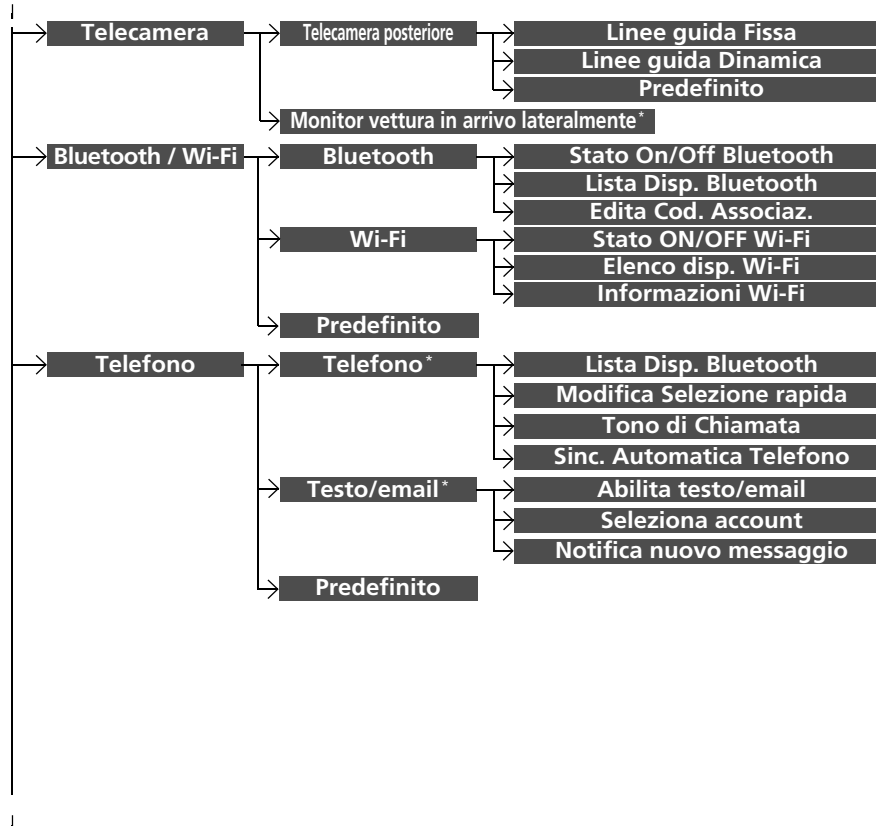 Telecamera
Telecamera posteriore
Linee guida Fissa
Linee guida Dinamica
Predefinito
Monitor vettura in arrivo lateralmente*
Bluetooth / Wi-Fi
Bluetooth
Stato On/Off Bluetooth
Lista Disp. Bluetooth
Edita Cod. Associaz.
Wi-Fi
Stato ON/OFF Wi-Fi
Elenco disp. Wi-Fi
Informazioni Wi-Fi
Predefinito
Telefono
Telefono*
Lista Disp. Bluetooth
Modifica Selezione rapida
Tono di Chiamata
Sinc. Automatica Telefono
Testo/email*
Abilita testo/email
Seleziona account
Notifica nuovo messaggio
Predefinito